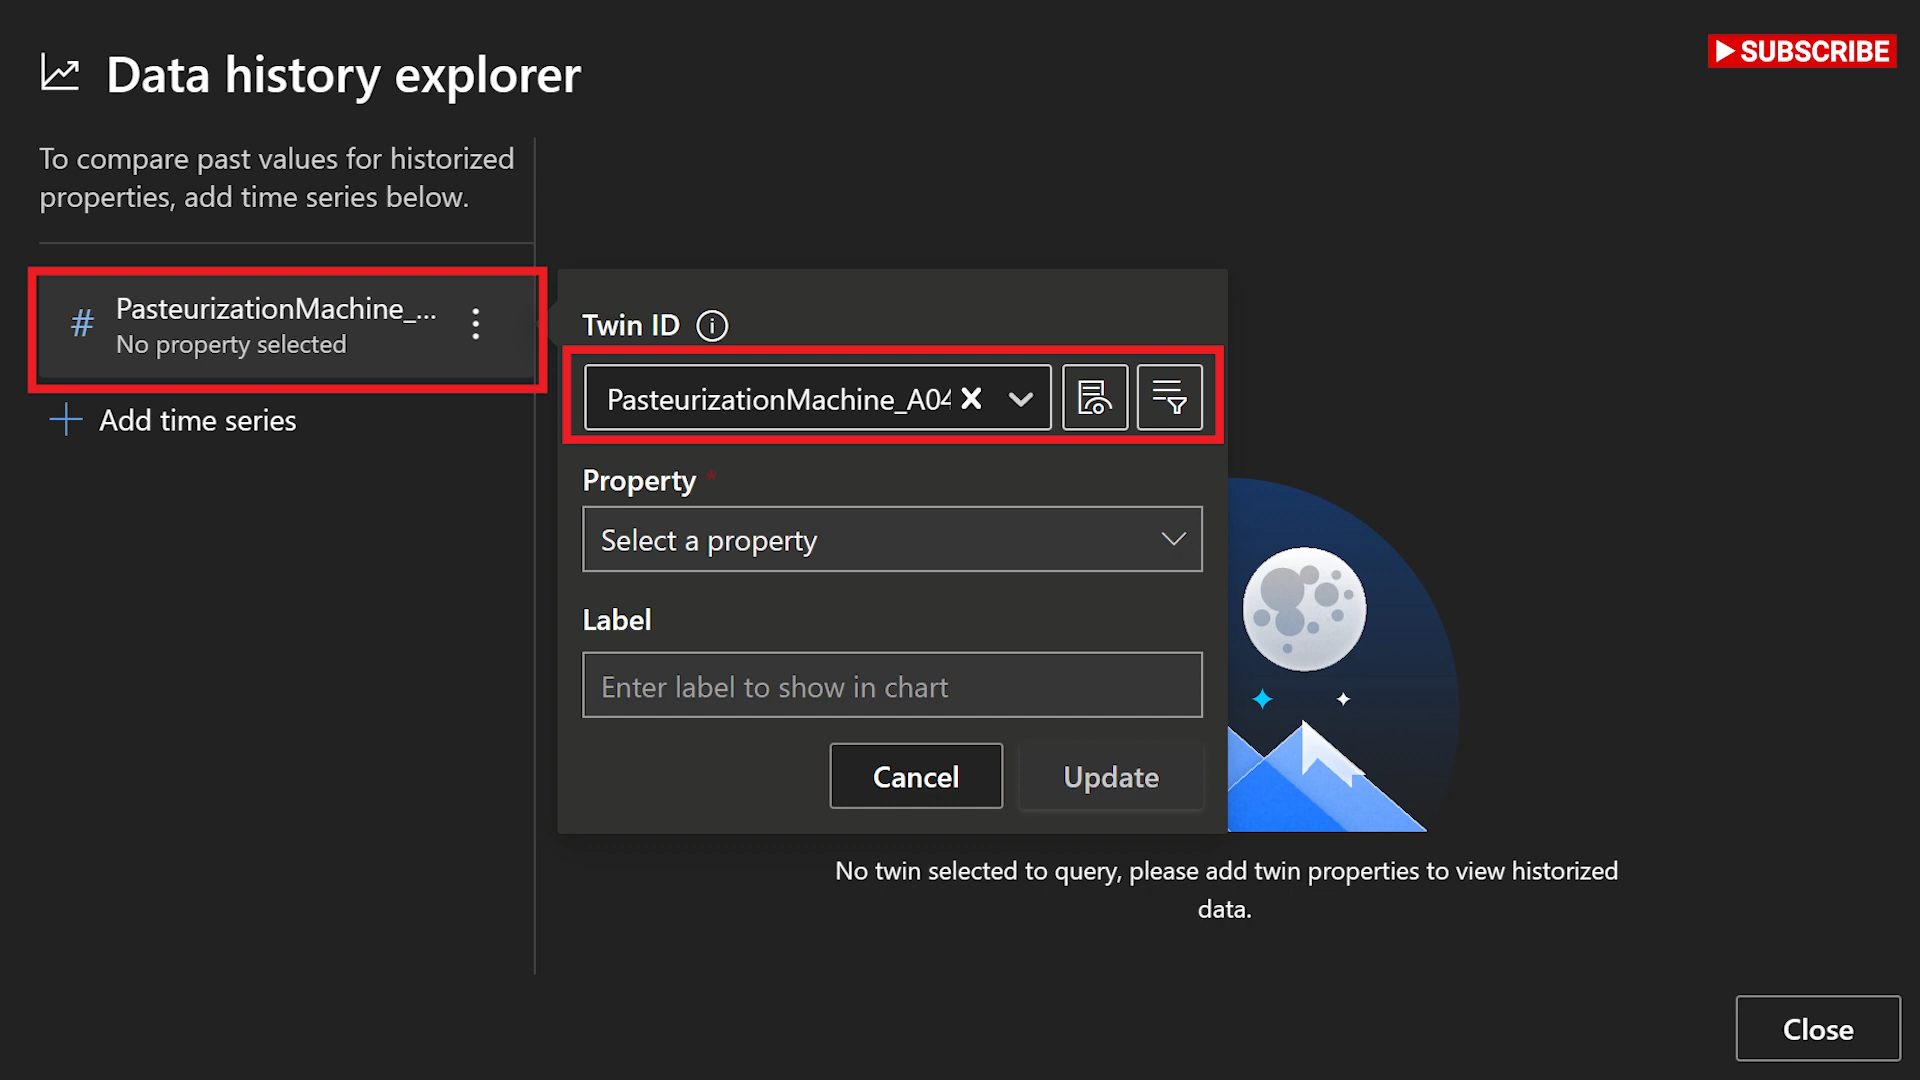 Data history explorer
SUBSCRIBE
To compare past values for historized
properties, add time series below.
# PasteurizationMachine_...
No property selected
Add time series
Twin ID
PasteurizationMachine_A04
Property *
Select a property
Label
Enter label to show in chart
Cancel
Update
No twin selected to query, please add twin properties to view historized
data.
Close